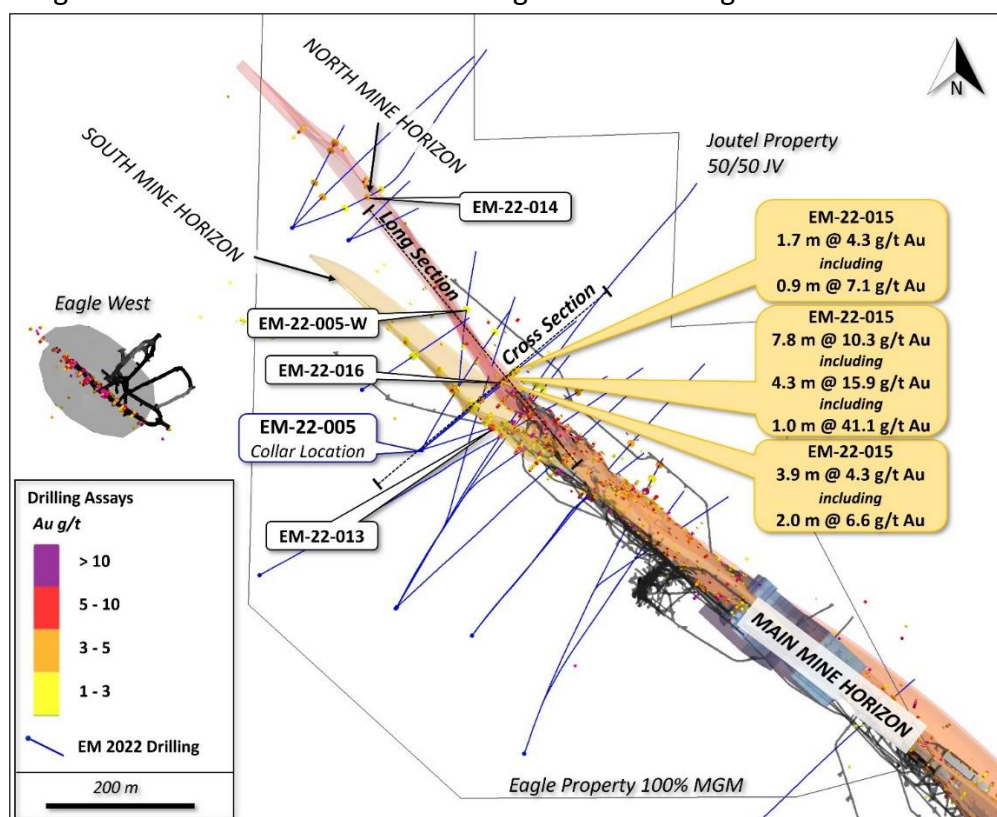 NORTH MINE HORIZON
N
SOUTH MINE HORIZON
Joutel Property
50/50 JV
EM-22-014
EM-22-015
1.7 m @ 4.3 g/t Au
including
0.9 m @ 7.1 g/t Au
Long Section
Eagle West
Cross Section
EM-22-005-W
EM-22-015
7.8 m @ 10.3 g/t Au
including
4.3 m @ 15.9 g/t Au
including
1.0 m @ 41.1 g/t Au
EM-22-016
EM-22-005
Collar Location
EM-22-015
3.9 m @ 4.3 g/t Au
including
2.0 m @ 6.6 g/t Au
EM-22-013
Drilling Assays
Au g/t
> 10
5 - 10
3 - 5
1 - 3
EM 2022 Drilling
200 m
MAIN MINE HORIZON
Eagle Property 100% MGM